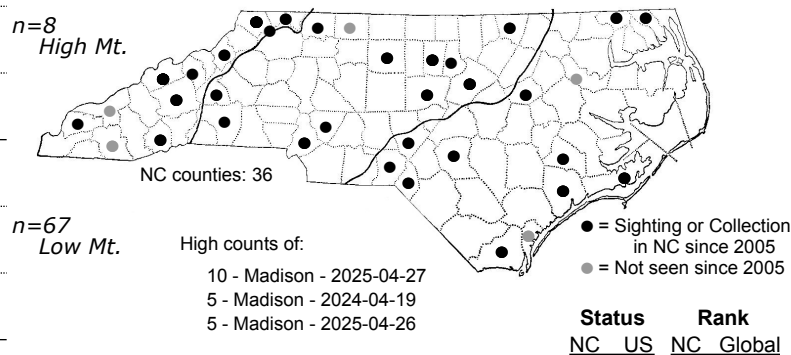 n=8
High Mt.
NC counties: 36
n=67
Low Mt.
High counts of:
10 - Madison - 2025-04-27
5 - Madison - 2024-04-19
5 - Madison - 2025-04-26
= Sighting or Collection
in NC since 2005
= Not seen since 2005
Status Rank
NC US NC Global